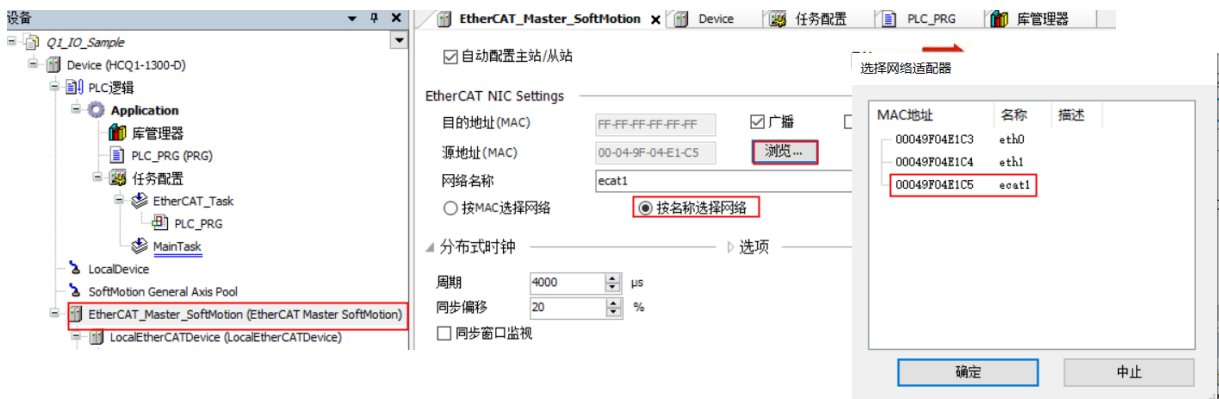 设备
Q1_IO_Sample
Device (HCQ1-1300-D)
PLC逻辑
Application
库管理器
PLC_PRG (PRG)
任务配置
EtherCAT_Task
PLC_PRG
MainTask
LocalDevice
SoftMotion General Axis Pool
EtherCAT_Master_SoftMotion (EtherCAT Master SoftMotion)
LocalEtherCATDevice (LocalEtherCATDevice)
EtherCAT_Master_SoftMotion Device 任务配置 PLC_PRG 库管理器
自动配置主站/从站
EtherCAT NIC Settings
目的地址(MAC) FF-FF-FF-FF-FF-FF 广播
源地址(MAC) 00-04-9F-04-E1-C5 浏览...
网络名称 ecat1
按MAC选择网络 按名称选择网络
分布式时钟 选项
周期 4000 µs
同步偏移 20 %
同步窗口监视
选择网络适配器
MAC地址 名称 描述
00049F04E1C3 eth0
00049F04E1C4 eth1
00049F04E1C5 ecat1
确定 中止